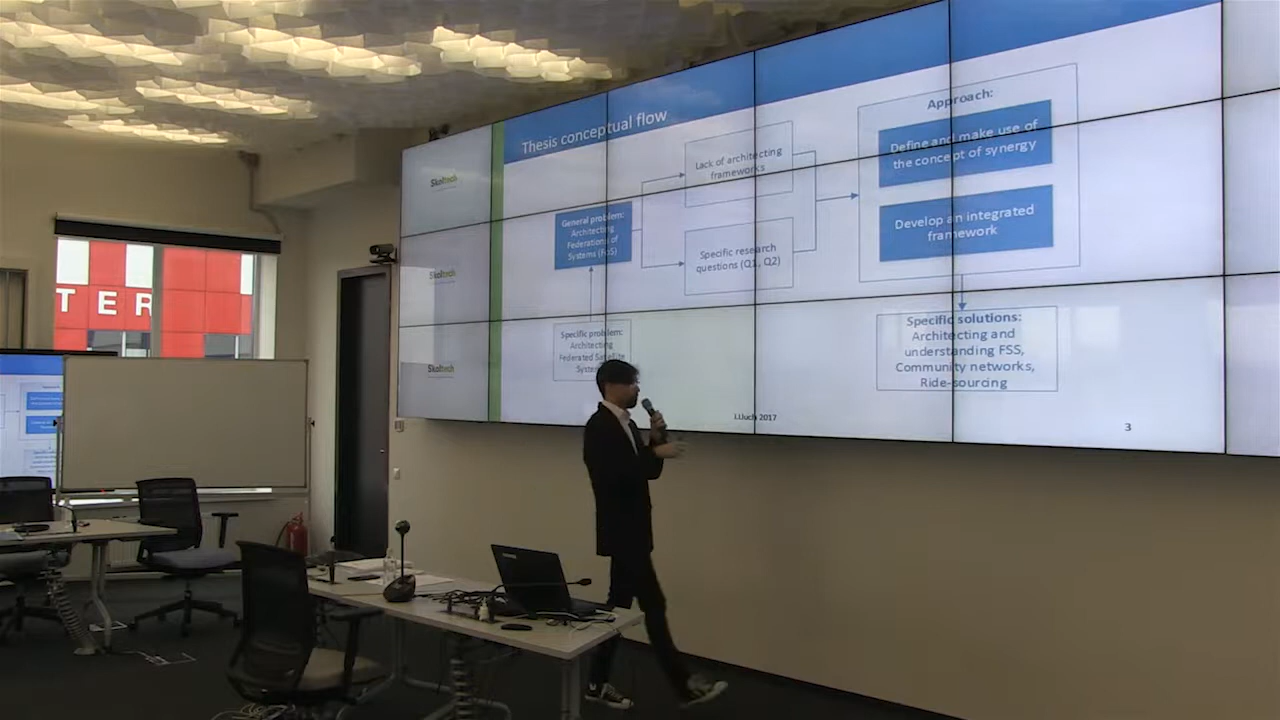 Thesis conceptual flow
Skoltech
Skoltech
Skoltech
General problem:
Architecting
Federations of
Systems (FoS)
Specific problem:
Architecting
Federated Satellite
Systems
Lack of architecting
frameworks
Specific research
questions (Q1, Q2)
Approach:
Define and make use of
the concept of synergy
Develop an integrated
framework
Specific solutions:
Architecting and
understanding FSS,
Community networks,
Ride-sourcing
I.Lluch 2017
3
TER